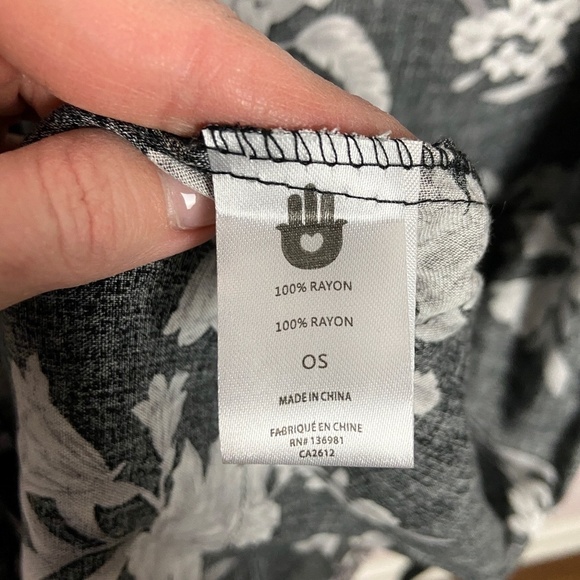 100% RAYON
100% RAYON
OS
MADE IN CHINA
FABRIQUÉ EN CHINE
RN# 136981
CA2612